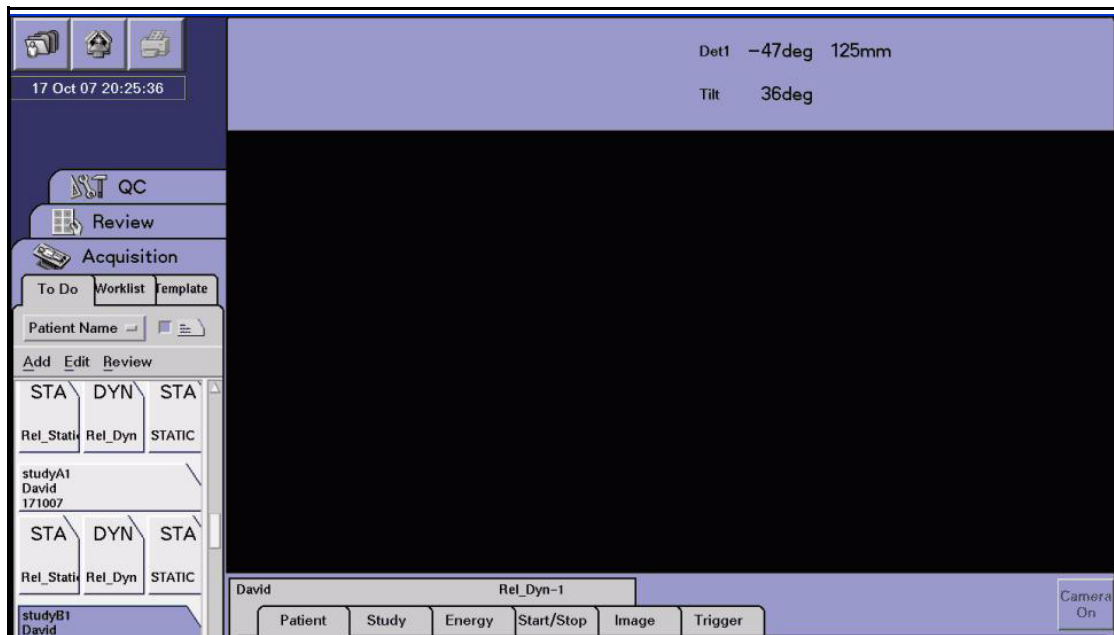 17 Oct 07 20:25:36
Det1 -47deg 125mm
Tilt 36deg
QC
Review
Acquisition
To Do Worklist Template
Patient Name
Add Edit Review
STA DYN STA
Rel_Stati Rel_Dyn STATIC
studyA1
David
171007
STA DYN STA
Rel_Stati Rel_Dyn STATIC
studyB1
David
David Rel_Dyn-1
Patient Study Energy Start/Stop Image Trigger
Camera
On